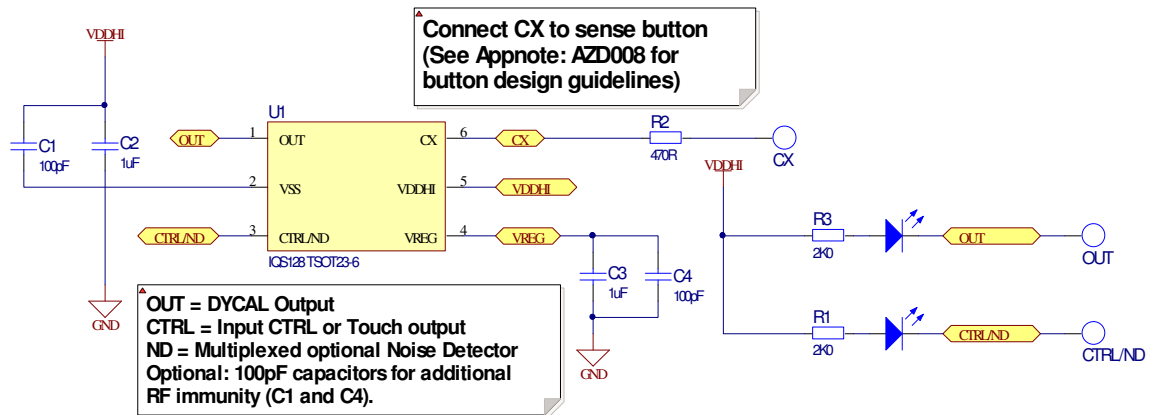 Connect CX to sense button
(See Appnote: AZD008 for
button design guidelines)
VDDHI
C1
100pF
C2
1uF
GND
U1
OUT
1
OUT
2
VSS
CTRL/ND
3
CTRL/ND
CX
6
CX
VDDHI
5
VDDHI
VREG
4
VREG
IQS128 TSOT23-6
R2
470R
CX
C3
1uF
C4
100pF
GND
VDDHI
R3
2K0
OUT
OUT
R1
2K0
CTRL/ND
CTRL/ND
OUT = DYCAL Output
CTRL = Input CTRL or Touch output
ND = Multiplexed optional Noise Detector
Optional: 100pF capacitors for additional
RF immunity (C1 and C4).